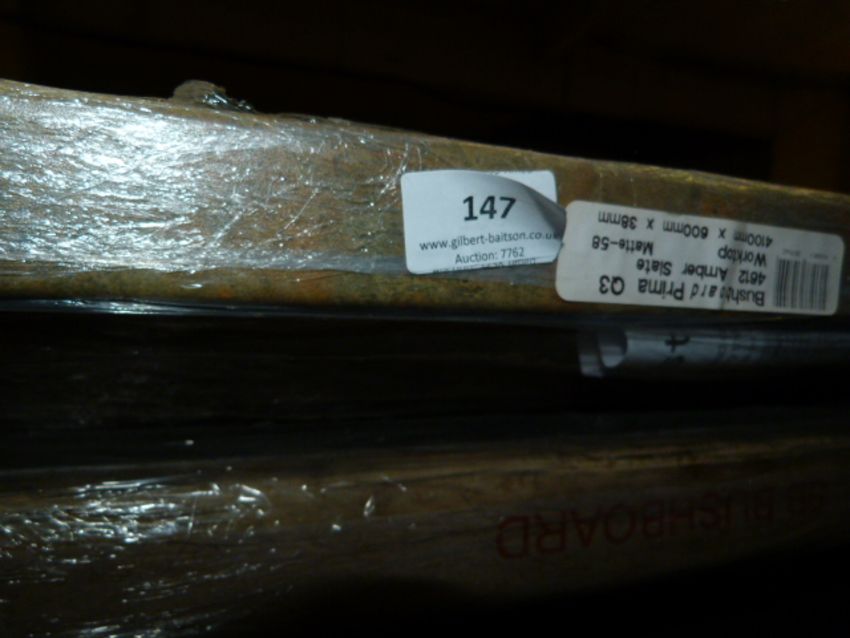 147
www.gilbert-baitson.co.uk
Auction: 7762
Bushboard Prima Q3
4612 Amber Slate Matte-58
Worktop
4100mm x 600mm x 38mm
BUSHBOARD